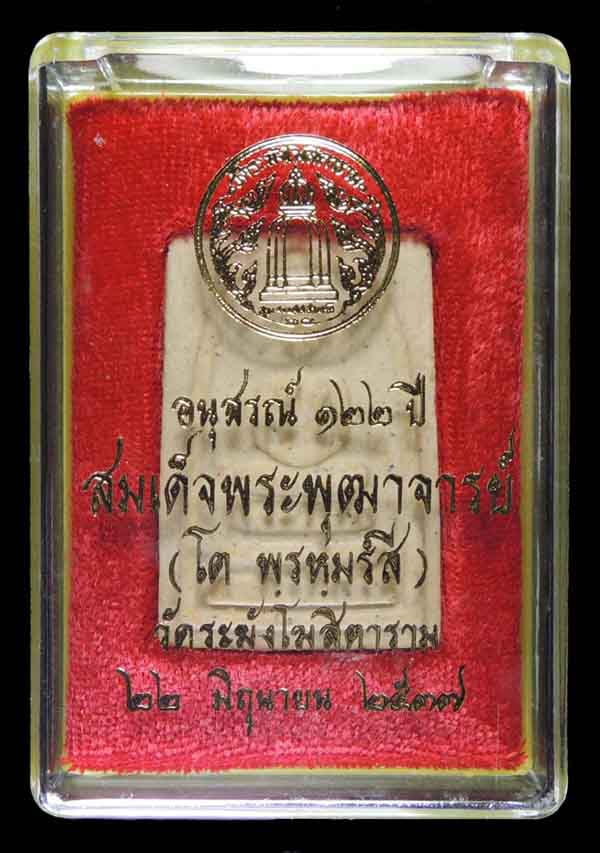 อนุสรณ์ ๑๒๒ ปี
สมเด็จพระพุฒาจารย์
(โต พฺรหฺมรํสี)
วัดระฆังโฆสิตาราม
๒๒ มิถุนายน ๒๕๓๗